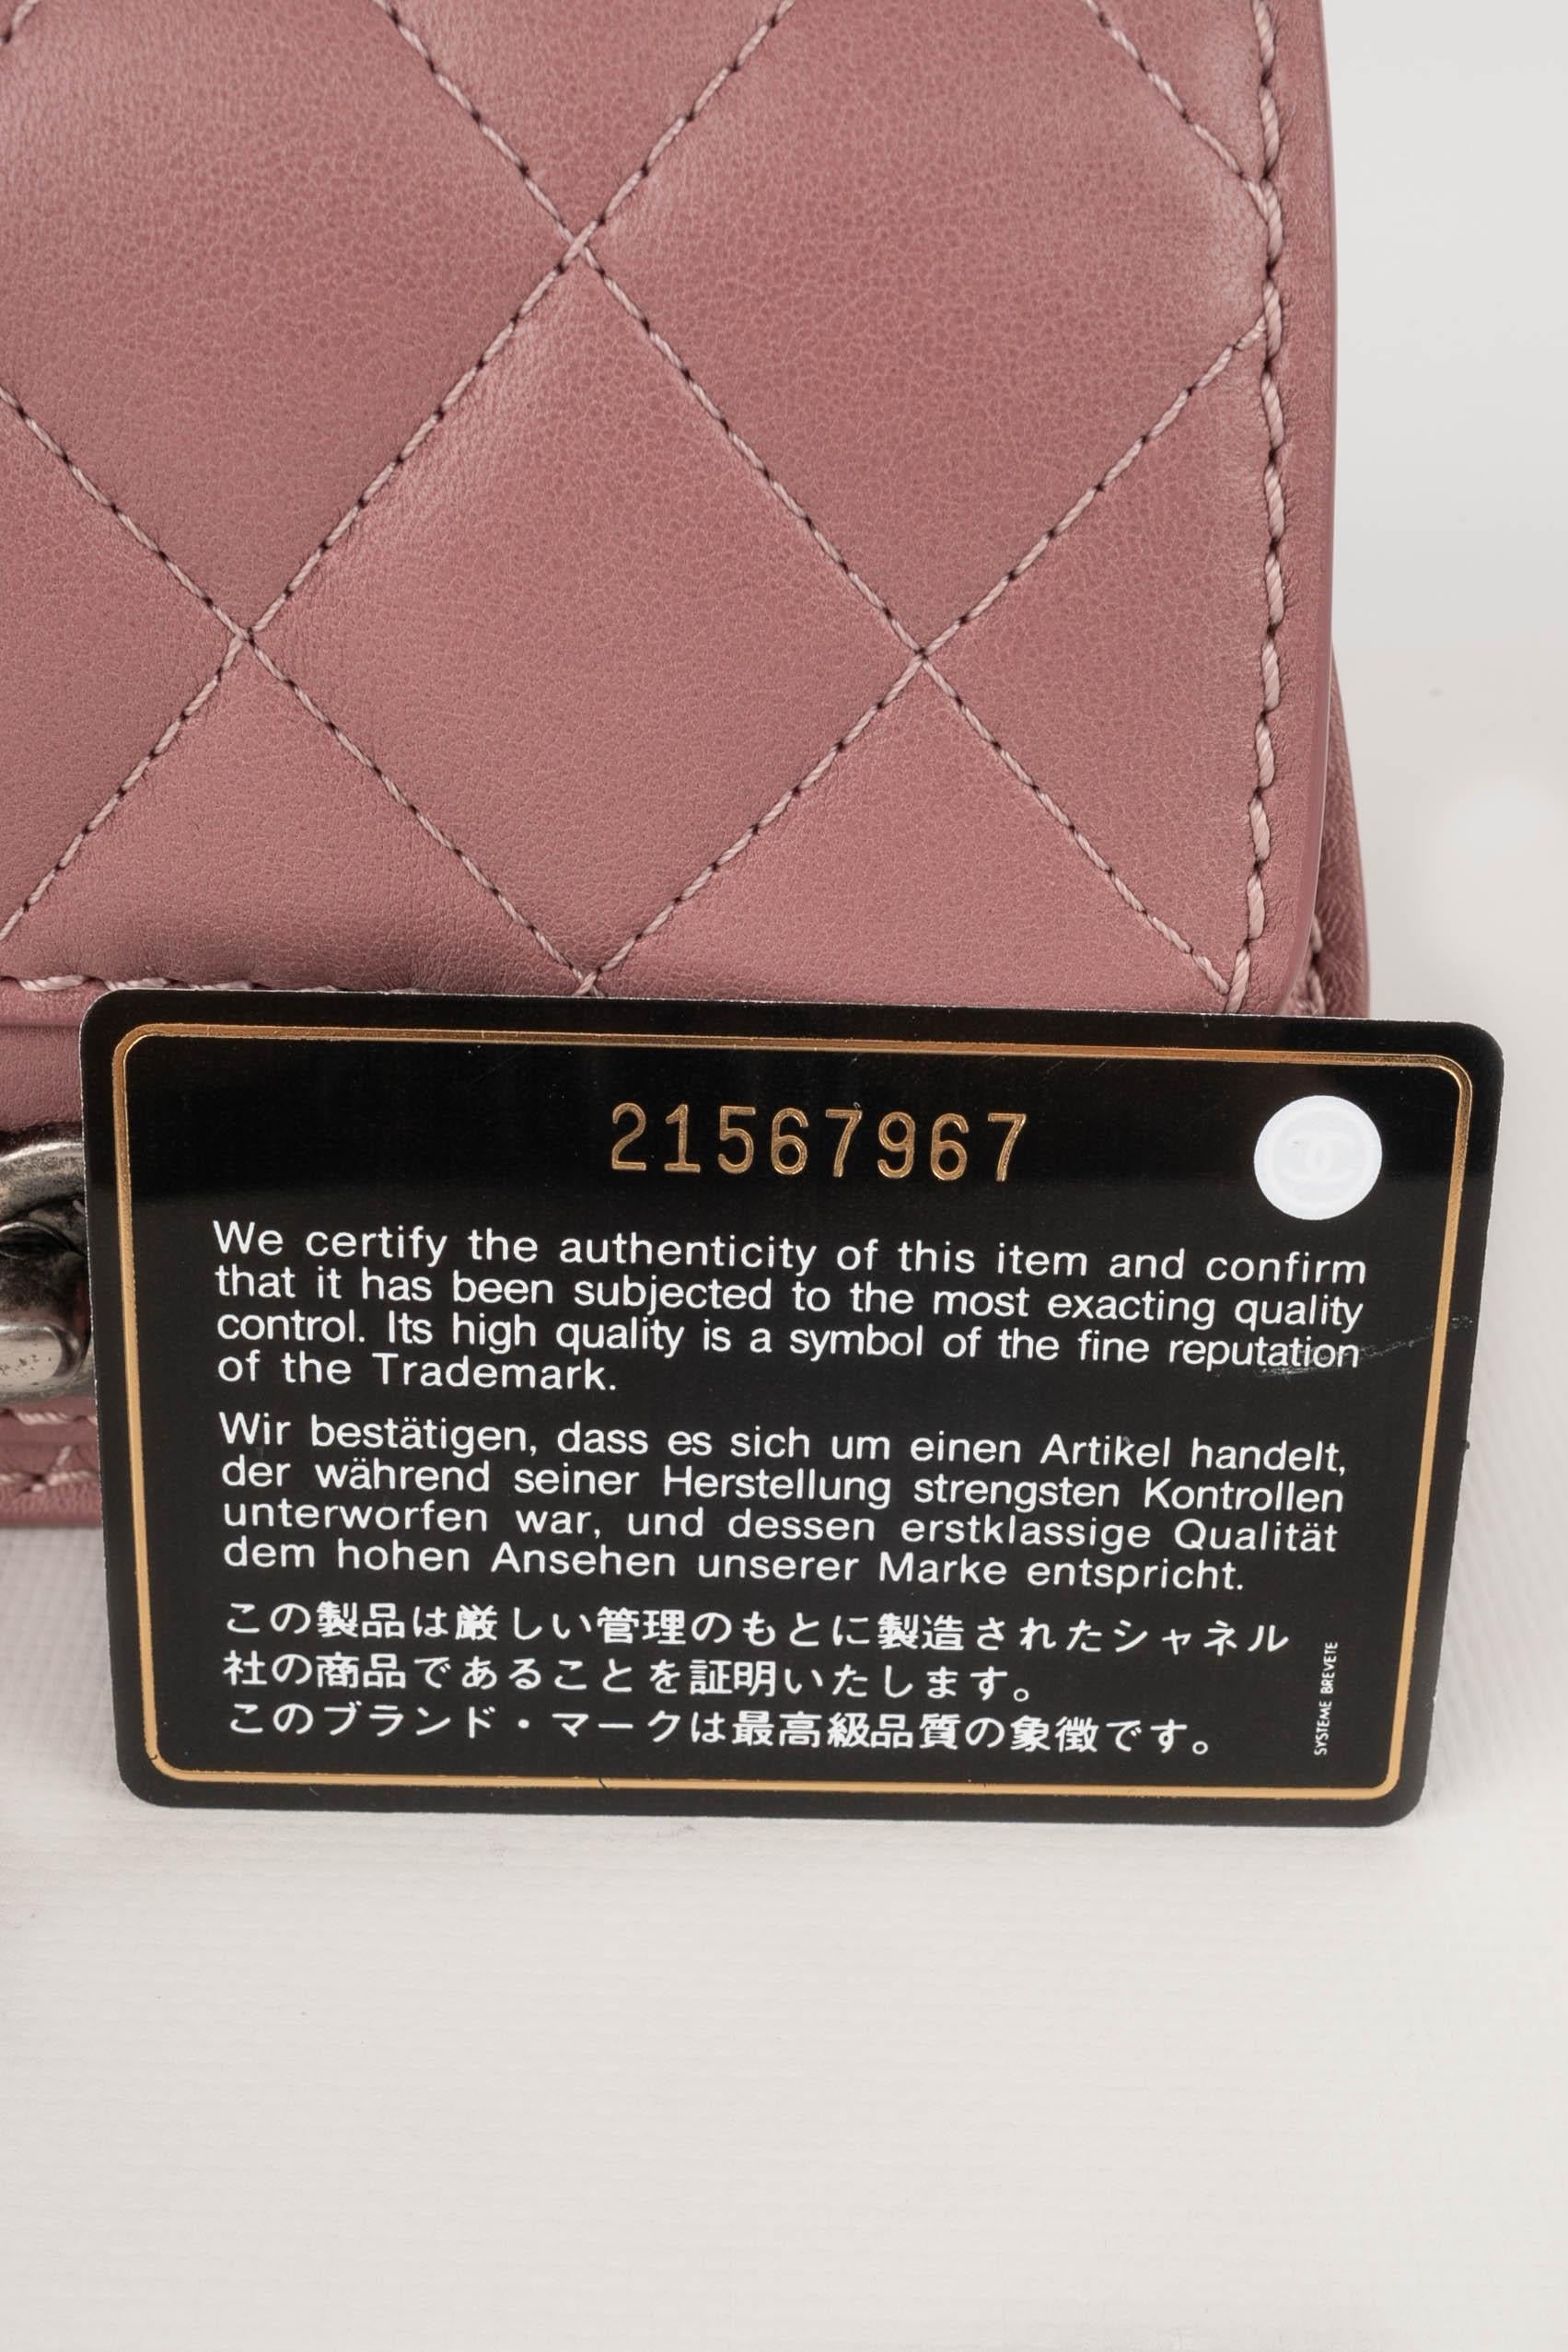 21567967
We certify the authenticity of this item and confirm
that it has been subjected to the most exacting quality
control. Its high quality is a symbol of the fine reputation
of the Trademark.
Wir bestätigen, dass es sich um einen Artikel handelt,
der während seiner Herstellung strengsten Kontrollen
unterworfen war, und dessen erstklassige Qualität
dem hohen Ansehen unserer Marke entspricht.
この製品は厳しい管理のもとに製造されたシャネル
社の商品であることを証明いたします。
このブランド・マークは最高級品質の象徴です。
SYSTEME BREVETE